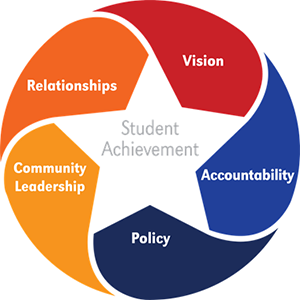 Vision
Relationships
Student
Achievement
Community
Leadership
Accountability
Policy